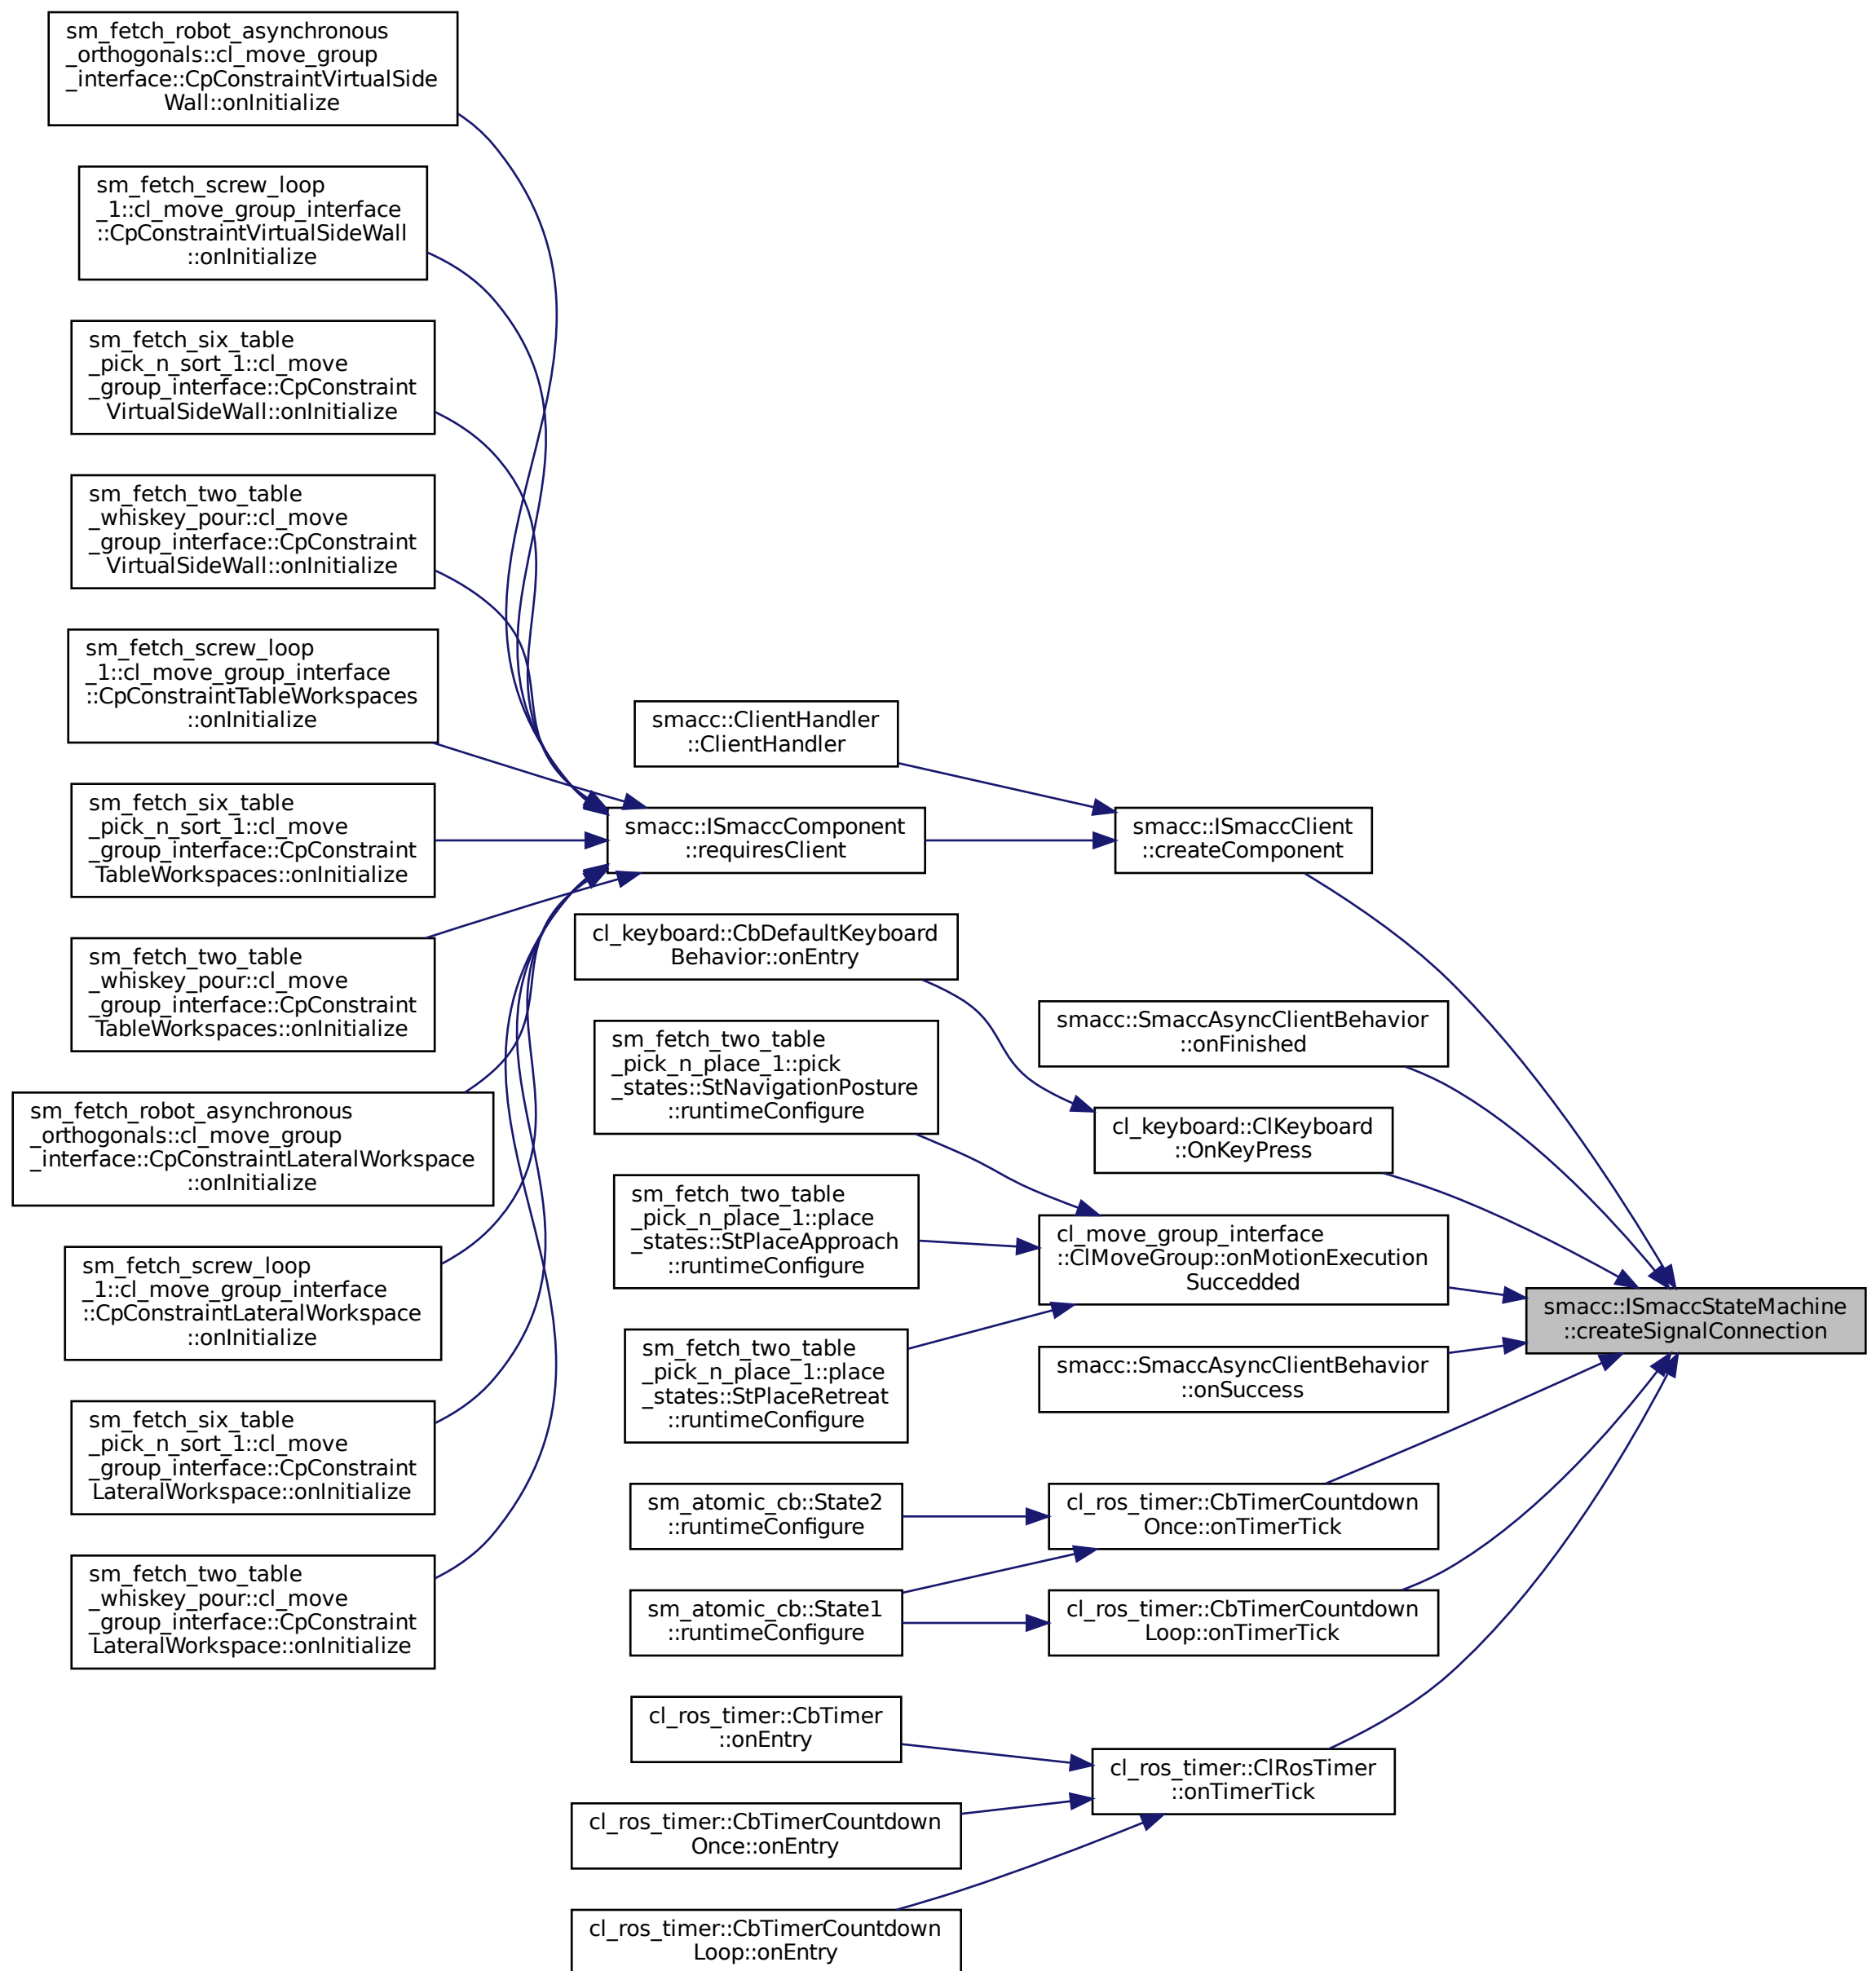 sm_fetch_robot_asynchronous
_orthogonals::cl_move_group
_interface::CpConstraintVirtualSide
Wall::onInitialize
sm_fetch_screw_loop
_1::cl_move_group_interface
::CpConstraintVirtualSideWall
::onInitialize
sm_fetch_six_table
_pick_n_sort_1::cl_move
_group_interface::CpConstraint
VirtualSideWall::onInitialize
sm_fetch_two_table
_whiskey_pour::cl_move
_group_interface::CpConstraint
VirtualSideWall::onInitialize
sm_fetch_screw_loop
_1::cl_move_group_interface
::CpConstraintTableWorkspaces
::onInitialize
sm_fetch_six_table
_pick_n_sort_1::cl_move
_group_interface::CpConstraint
TableWorkspaces::onInitialize
sm_fetch_two_table
_whiskey_pour::cl_move
_group_interface::CpConstraint
TableWorkspaces::onInitialize
sm_fetch_robot_asynchronous
_orthogonals::cl_move_group
_interface::CpConstraintLateralWorkspace
::onInitialize
sm_fetch_screw_loop
_1::cl_move_group_interface
::CpConstraintLateralWorkspace
::onInitialize
sm_fetch_six_table
_pick_n_sort_1::cl_move
_group_interface::CpConstraint
LateralWorkspace::onInitialize
sm_fetch_two_table
_whiskey_pour::cl_move
_group_interface::CpConstraint
LateralWorkspace::onInitialize
smacc::ClientHandler
::ClientHandler
smacc::ISmaccComponent
::requiresClient
cl_keyboard::CbDefaultKeyboard
Behavior::onEntry
sm_fetch_two_table
_pick_n_place_1::pick
_states::StNavigationPosture
::runtimeConfigure
sm_fetch_two_table
_pick_n_place_1::place
_states::StPlaceApproach
::runtimeConfigure
sm_fetch_two_table
_pick_n_place_1::place
_states::StPlaceRetreat
::runtimeConfigure
sm_atomic_cb::State2
::runtimeConfigure
sm_atomic_cb::State1
::runtimeConfigure
cl_ros_timer::CbTimer
::onEntry
cl_ros_timer::CbTimerCountdown
Once::onEntry
cl_ros_timer::CbTimerCountdown
Loop::onEntry
smacc::ISmaccClient
::createComponent
smacc::SmaccAsyncClientBehavior
::onFinished
cl_keyboard::ClKeyboard
::OnKeyPress
cl_move_group_interface
::ClMoveGroup::onMotionExecution
Succedded
smacc::SmaccAsyncClientBehavior
::onSuccess
cl_ros_timer::CbTimerCountdown
Once::onTimerTick
cl_ros_timer::CbTimerCountdown
Loop::onTimerTick
cl_ros_timer::ClRosTimer
::onTimerTick
smacc::ISmaccStateMachine
::createSignalConnection